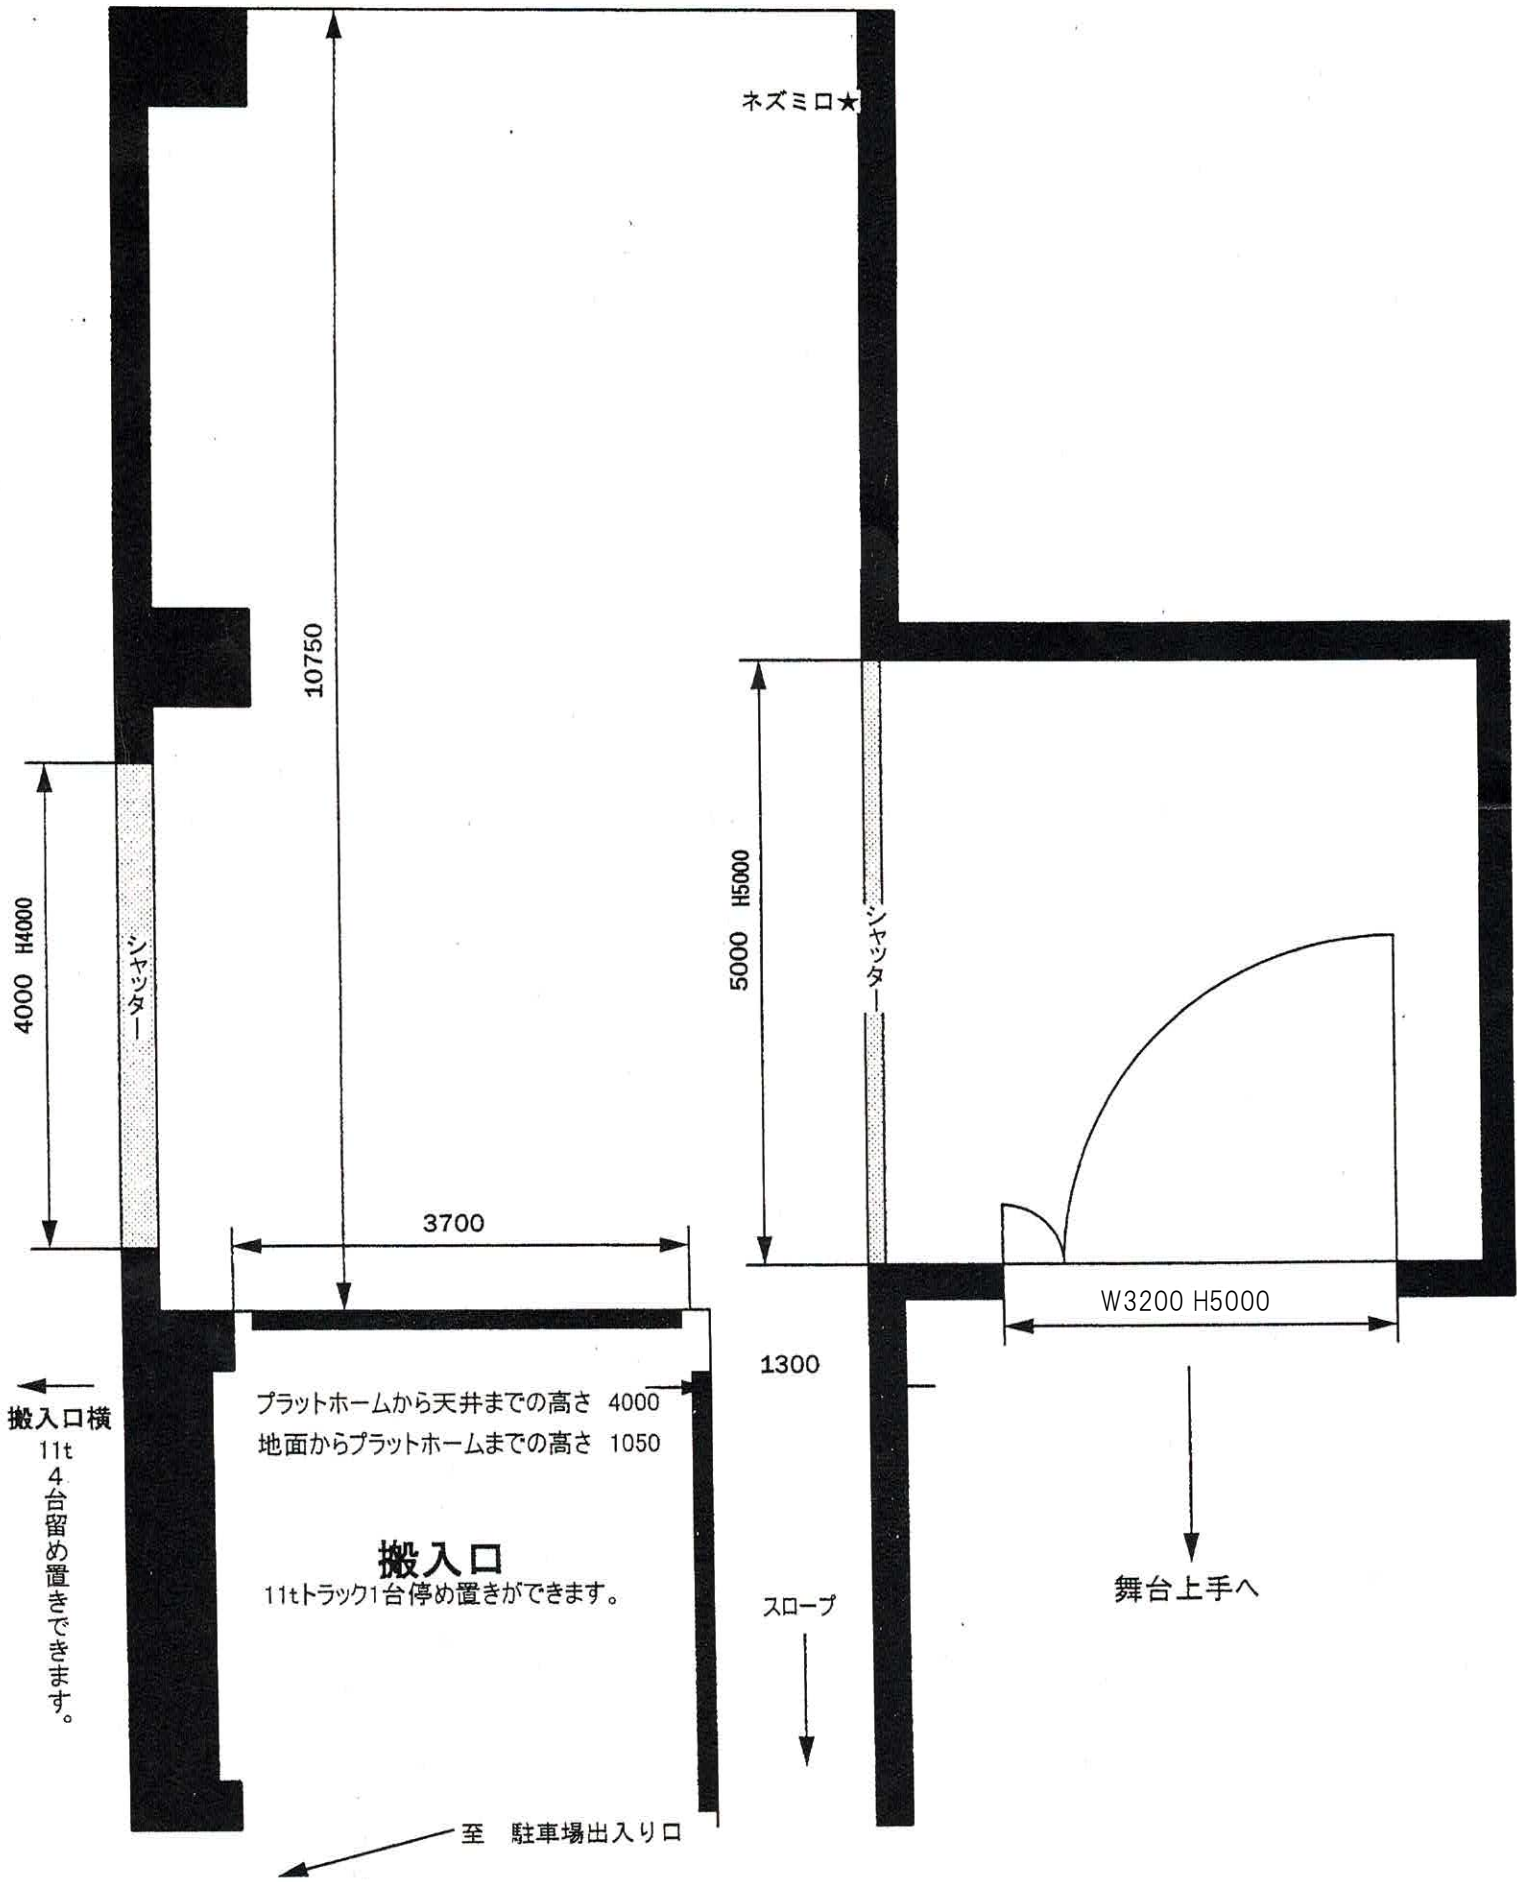 ネズミ口★
10750
5000 H5000
シャッター
4000 H4000
シャッター
3700
W3200 H5000
1300
プラットホームから天井までの高さ 4000
地面からプラットホームまでの高さ 1050
搬入口横
11t
4台留め置きできます。
搬入口
11tトラック1台停め置きができます。
スロープ
舞台上手へ
至 駐車場出入り口